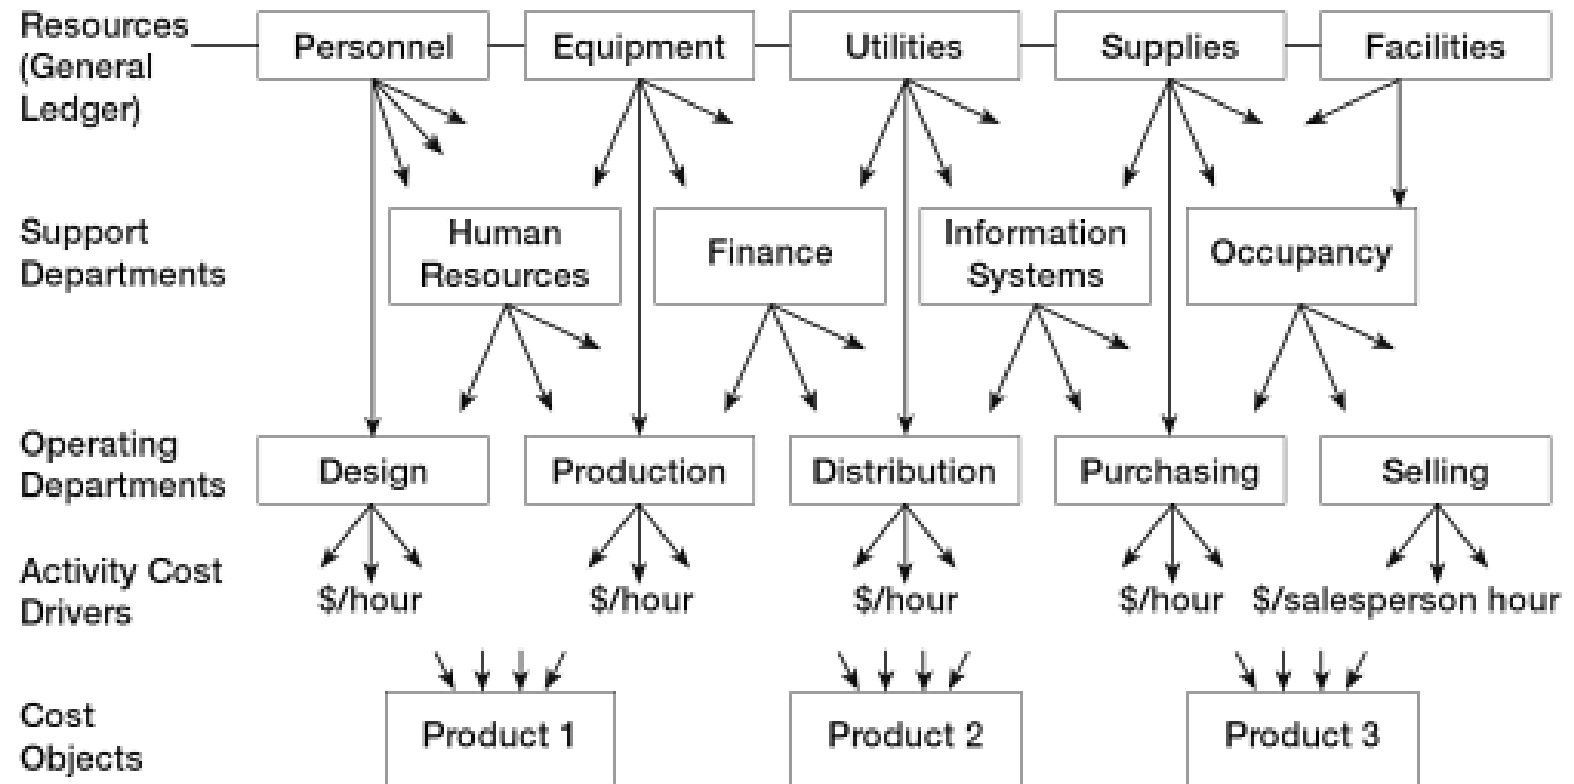 Resources
(General
Ledger)
Personnel
Equipment
Utilities
Supplies
Facilities
Support
Departments
Human
Resources
Finance
Information
Systems
Occupancy
Operating
Departments
Design
Production
Distribution
Purchasing
Selling
Activity Cost
Drivers
$/hour
$/hour
$/hour
$/hour
$/salesperson hour
Cost
Objects
Product 1
Product 2
Product 3